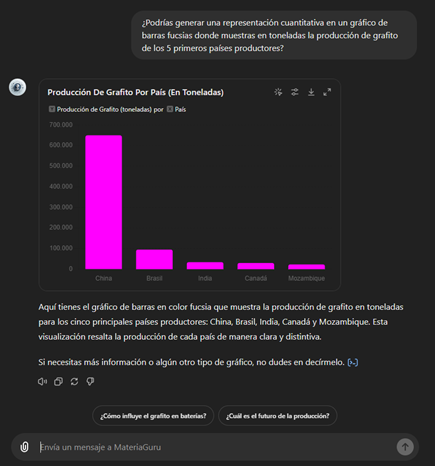 ¿Podrías generar una representación cuantitativa en un gráfico de
barras fucsias donde muestras en toneladas la producción de grafito
de los 5 primeros países productores?
Producción De Grafito Por País (En Toneladas)
Producción de Grafito (toneladas) por X País
700.000
600.000
500.000
400.000
300.000
200.000
100.000
0
China Brasil India Canadá Mozambique
Aquí tienes el gráfico de barras en color fucsia que muestra la producción de grafito en toneladas
para los cinco principales países productores: China, Brasil, India, Canadá y Mozambique. Esta
visualización resalta la producción de cada país de manera clara y distintiva.
Si necesitas más información o algún otro tipo de gráfico, no dudes en decírmelo. [>-]
¿Cómo influye el grafito en baterías? ¿Cuál es el futuro de la producción?
Envía un mensaje a MateriaGuru